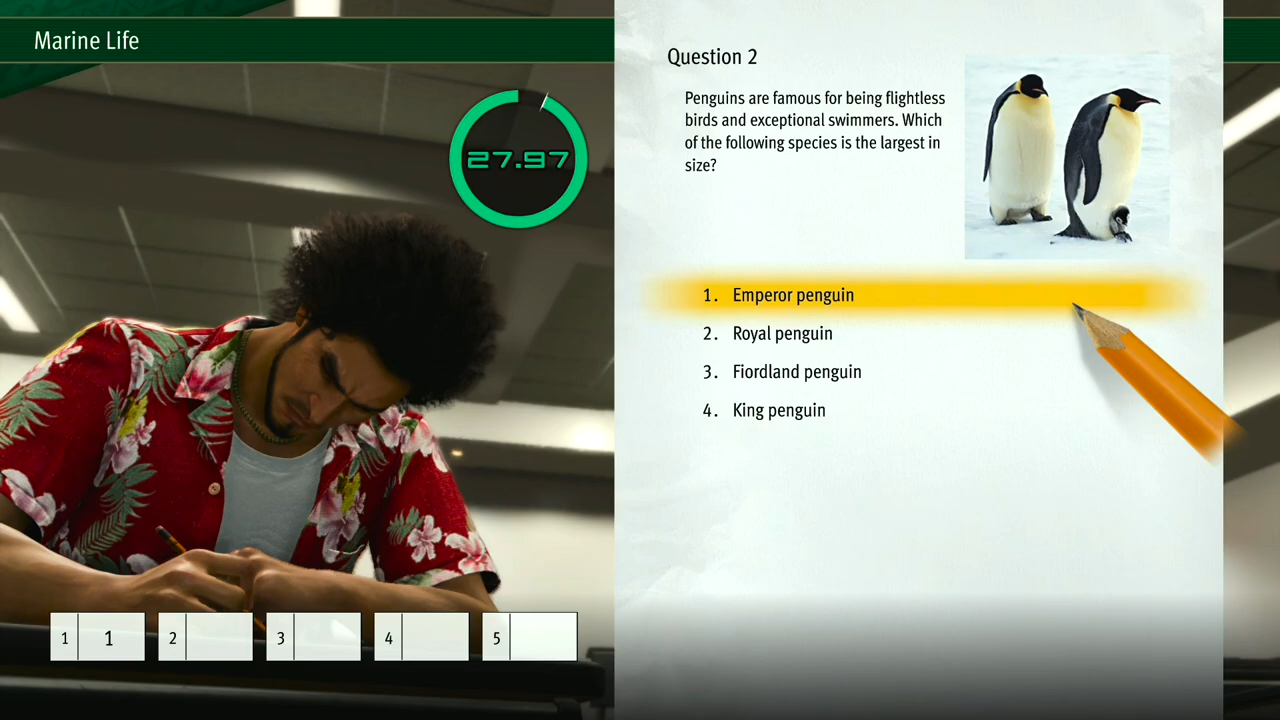 Marine Life
27.97
Question 2
Penguins are famous for being flightless
birds and exceptional swimmers. Which
of the following species is the largest in
size?
1. Emperor penguin
2. Royal penguin
3. Fiordland penguin
4. King penguin
1 1 2 3 4 5